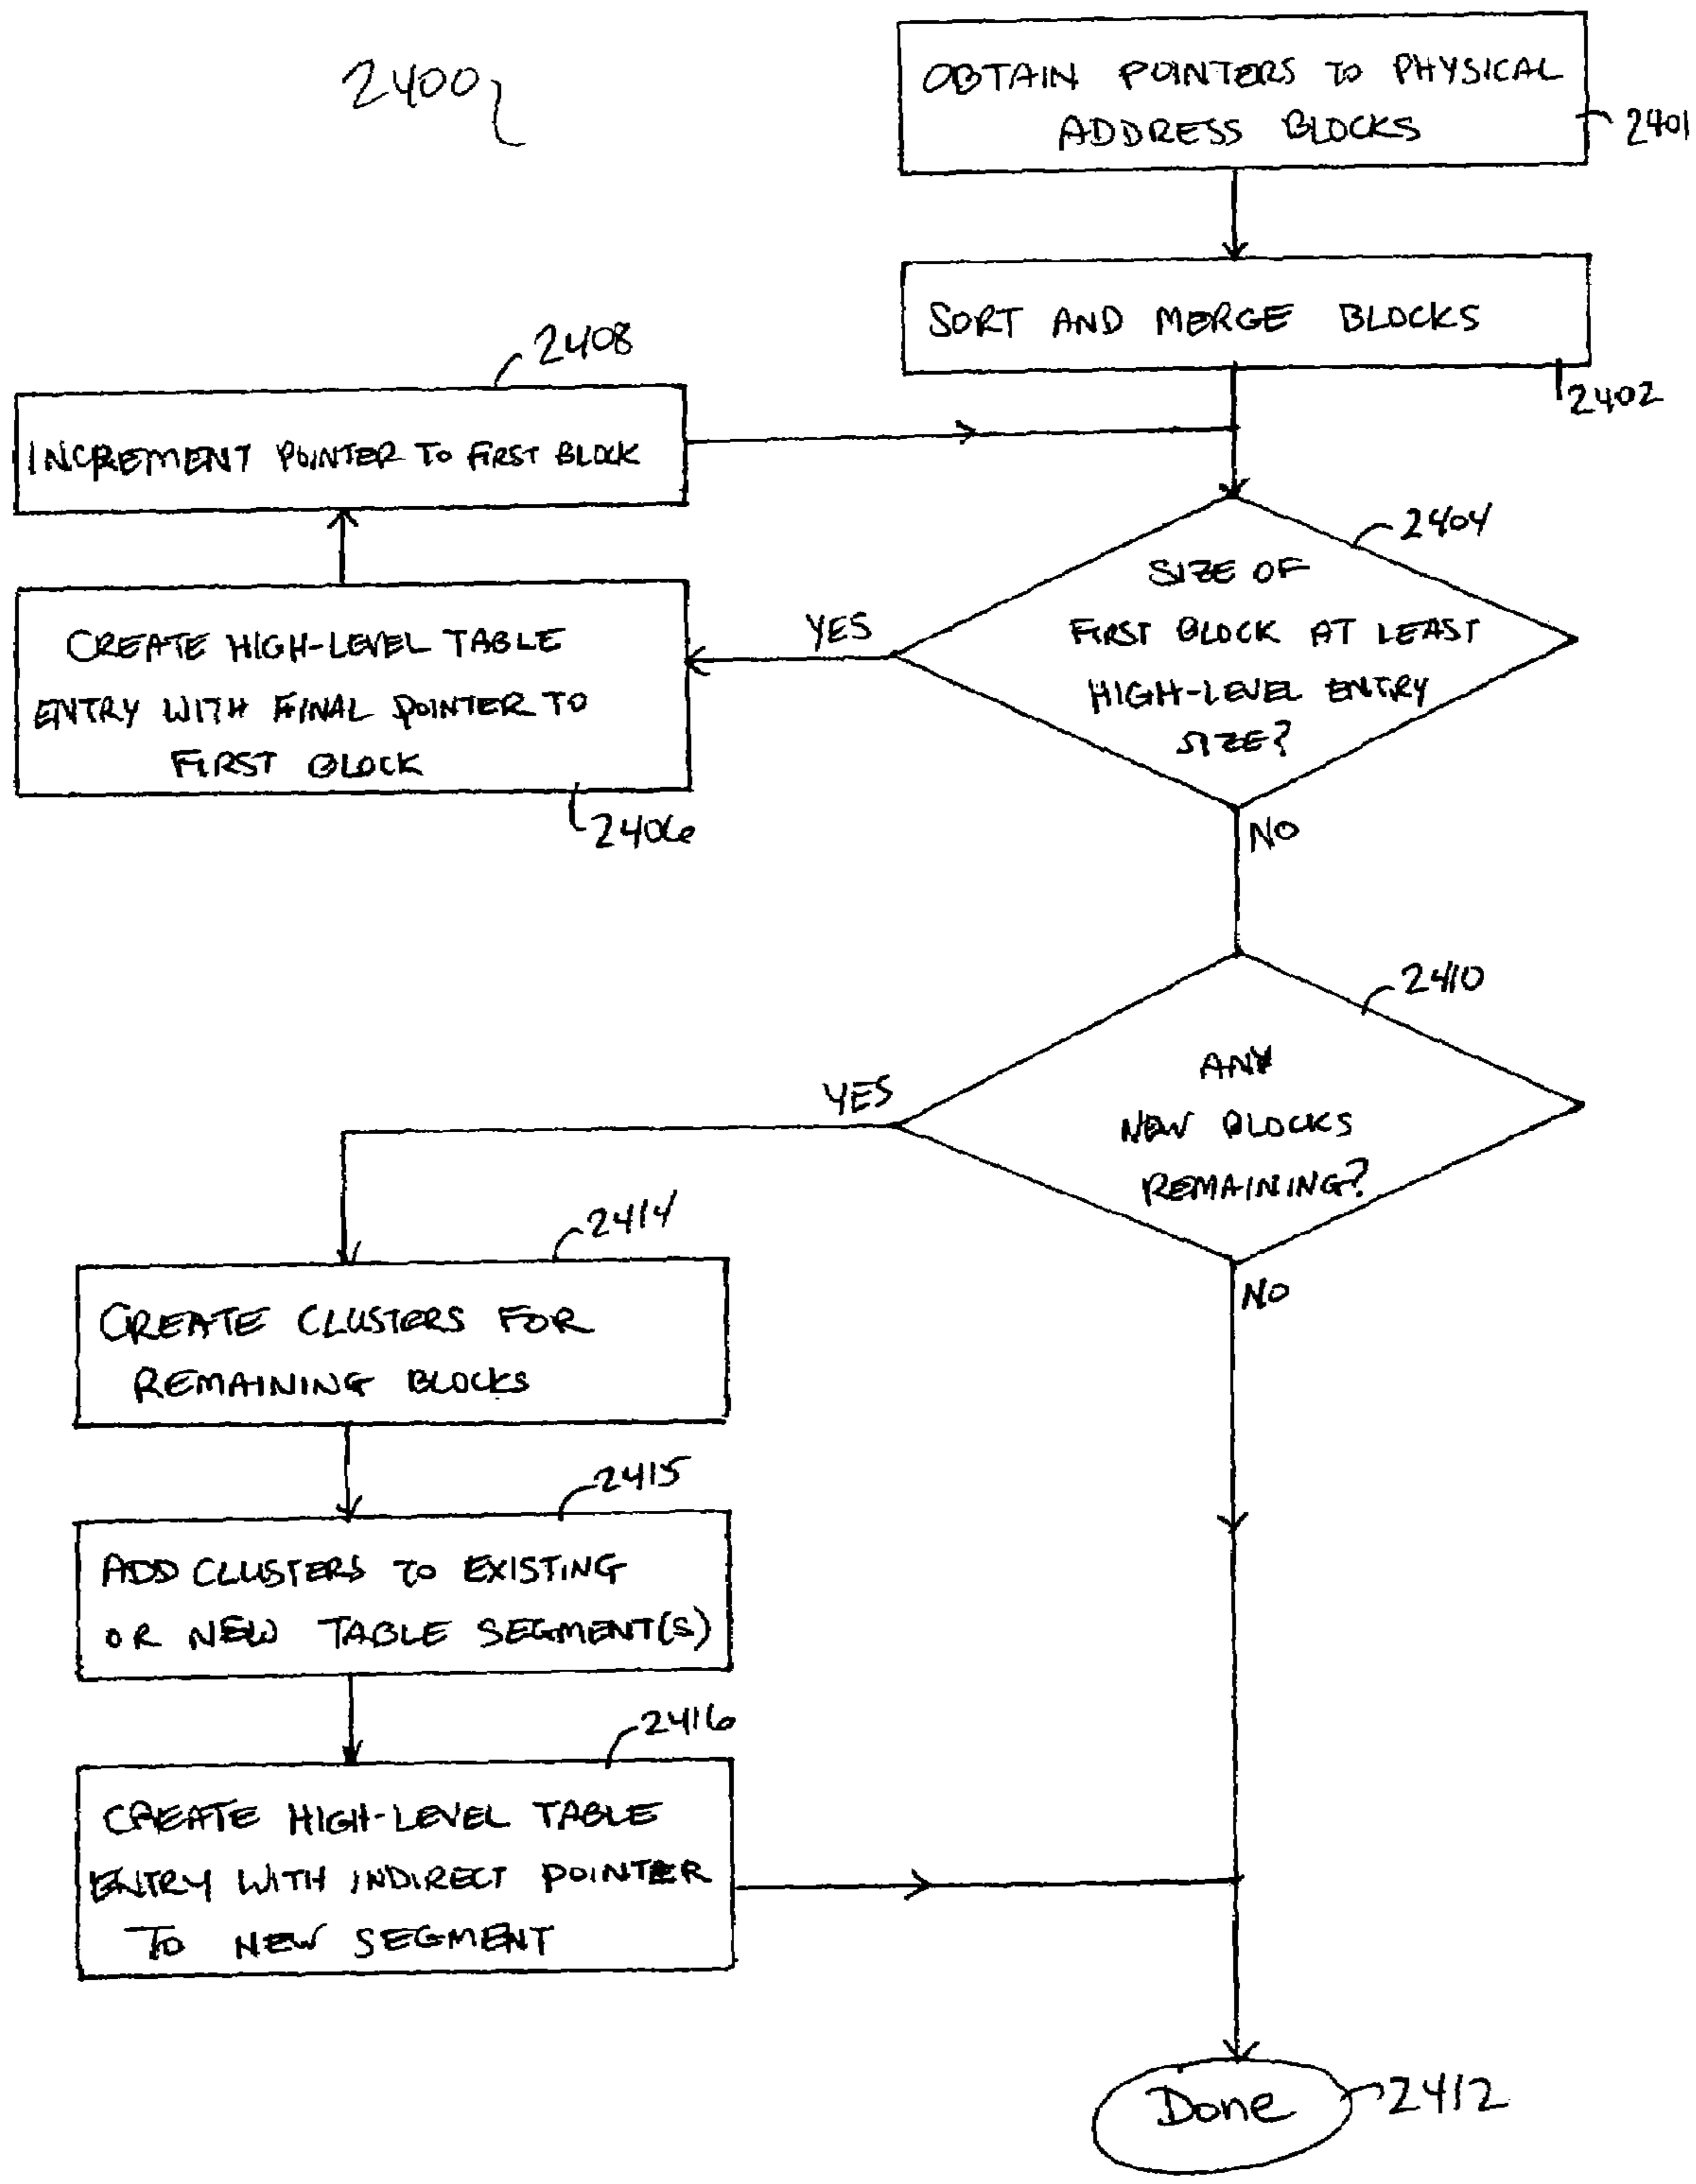 2400
OBTAIN POINTERS TO PHYSICAL
ADDRESS BLOCKS
2401
SORT AND MERGE BLOCKS
2402
2408
INCREMENT POINTER TO FIRST BLOCK
2404
SIZE OF
FIRST BLOCK AT LEAST
HIGH-LEVEL ENTRY
SIZE?
YES
CREATE HIGH-LEVEL TABLE
ENTRY WITH FINAL POINTER TO
FIRST BLOCK
2406
NO
2410
ANY
NEW BLOCKS
REMAINING?
YES
NO
2414
CREATE CLUSTERS FOR
REMAINING BLOCKS
2415
ADD CLUSTERS TO EXISTING
OR NEW TABLE SEGMENT(S)
2416
CREATE HIGH-LEVEL TABLE
ENTRY WITH INDIRECT POINTER
TO NEW SEGMENT
Done
2412